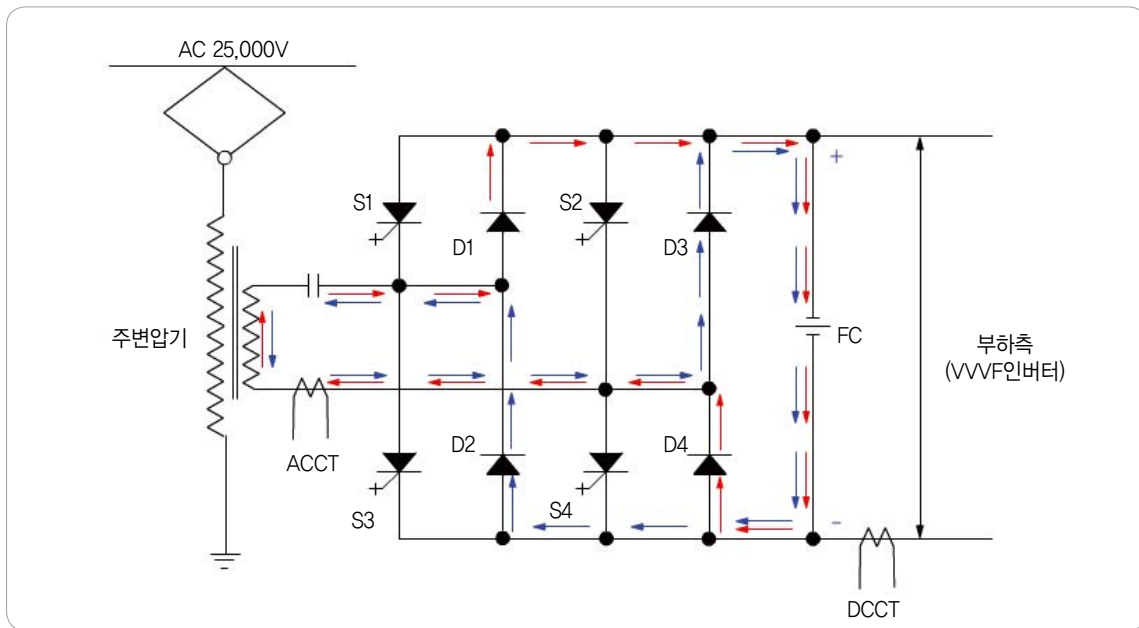 AC 25,000V
S1
D1
S2
D3
+
+
+
주변압기
FC
부하측
(VVVF인버터)
ACCT
D2
D4
+
+
S3
S4
−
DCCT